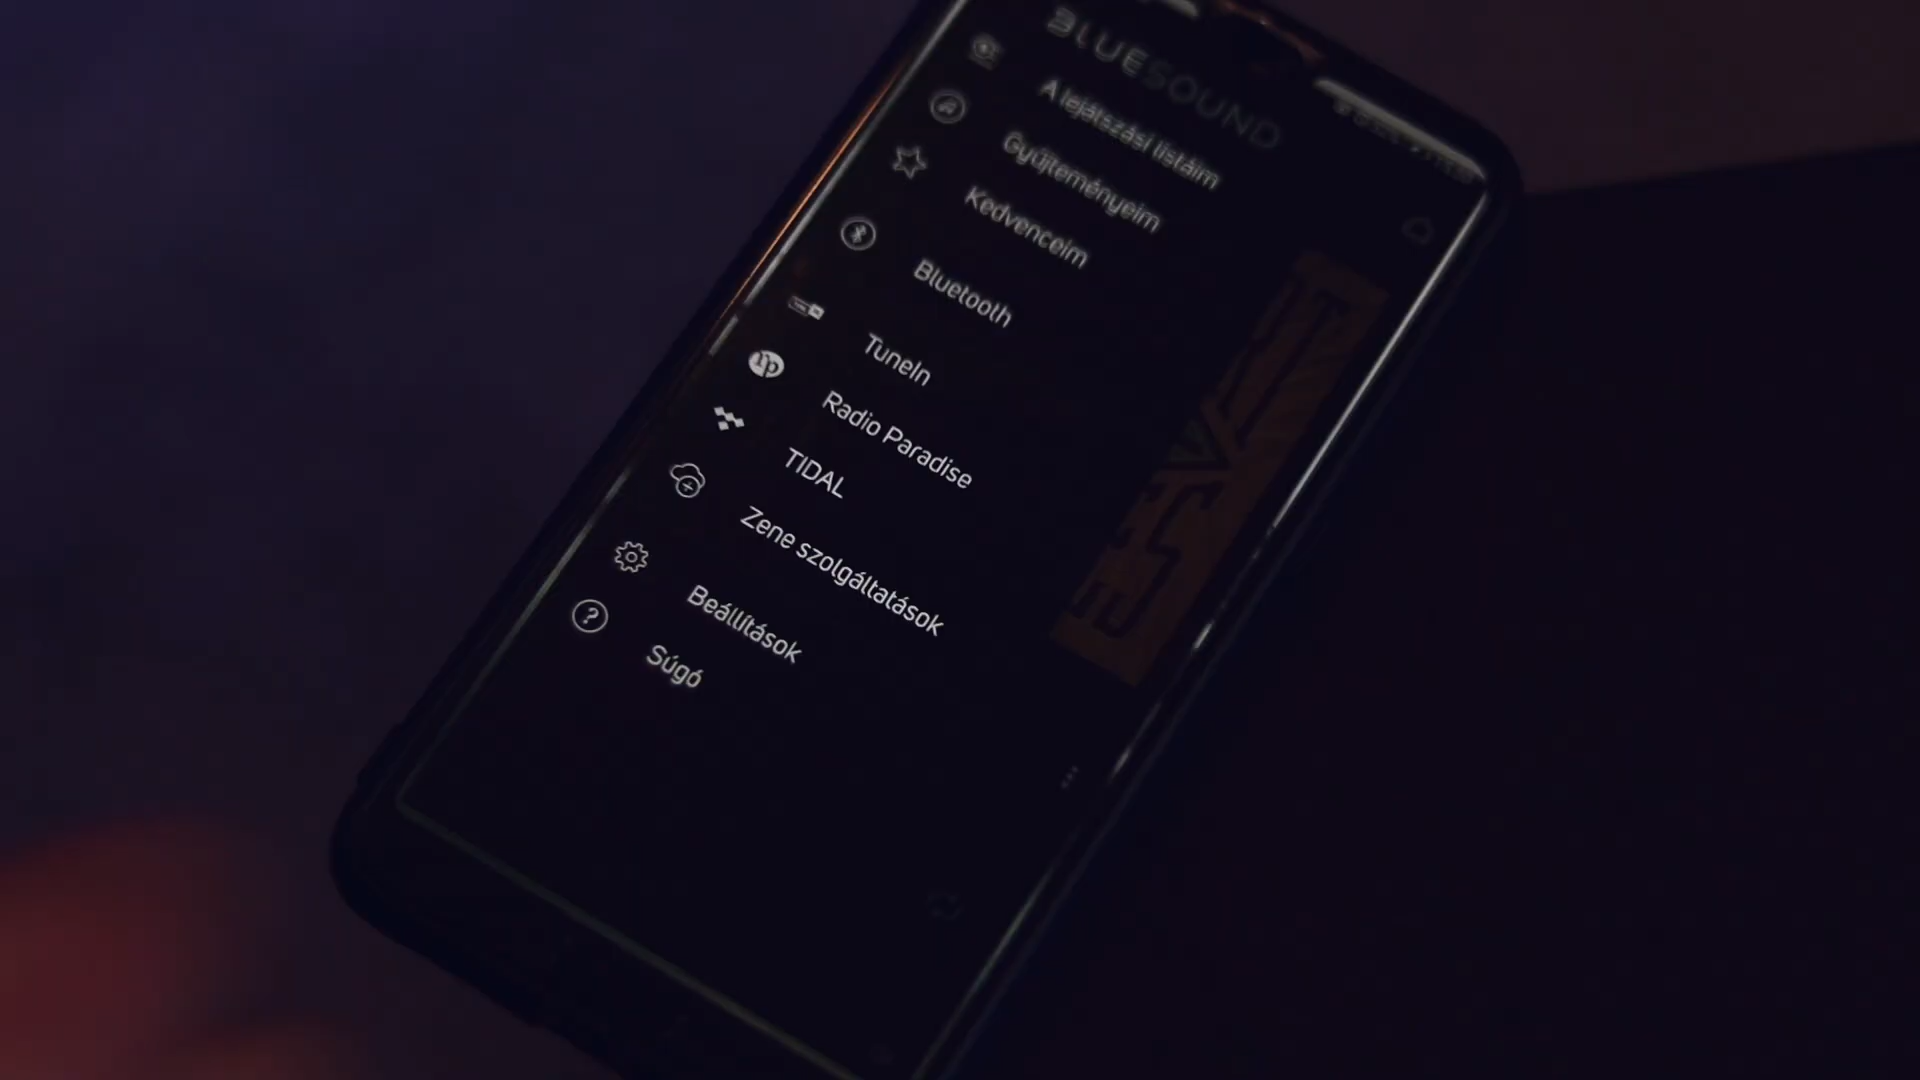 BLUESOUND
A lejátszási listáim
Gyűjteményeim
Kedvenceim
Bluetooth
TuneIn
Radio Paradise
TIDAL
Zene szolgáltatások
Beállítások
Súgó